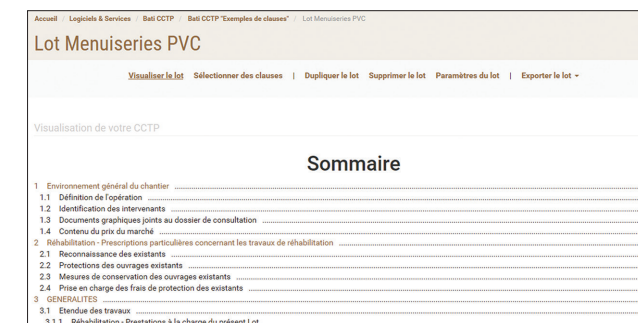 Accueil / Logiciels & Services / Bati CCTP / Bati CCTP "Exemples de clauses" / Lot Menuiseries PVC
Lot Menuiseries PVC
Visualiser le lot Sélectionner des clauses | Dupliquer le lot Supprimer le lot Paramètres du lot | Exporter le lot
Visualisation de votre CCTP
Sommaire
1 Environnement général du chantier
1.1 Définition de l'opération
1.2 Identification des intervenants
1.3 Documents graphiques joints au dossier de consultation
1.4 Contenu du prix du marché
2 Réhabilitation - Prescriptions particulières concernant les travaux de réhabilitation
2.1 Reconnaissance des existants
2.2 Protections des ouvrages existants
2.3 Mesures de conservation des ouvrages existants
2.4 Prise en charge des frais de protection des existants
3 GENERALITES
3.1 Etendue des travaux
3.1.1 Réhabilitation - Prestations à la charge du présent Lot